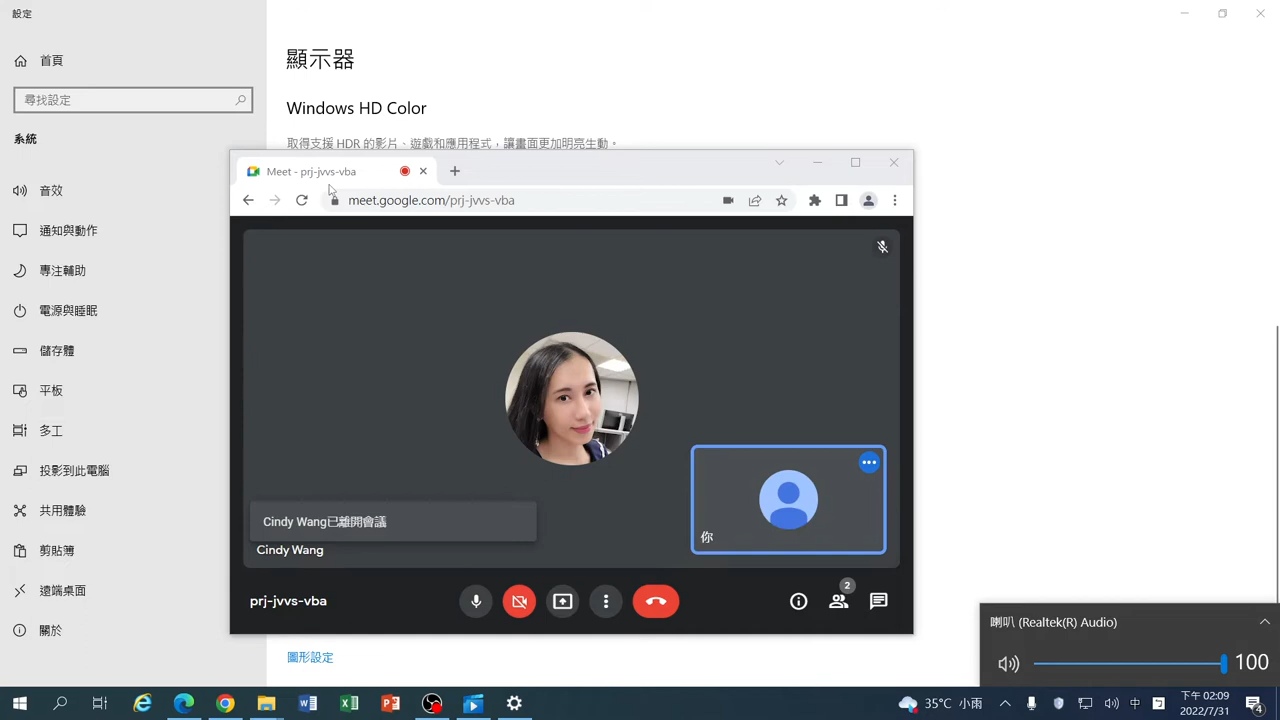 設定
首頁
尋找設定
系統
音效
通知與動作
專注輔助
電源與睡眠
儲存體
平板
多工
投影到此電腦
共用體驗
剪貼簿
遠端桌面
關於
顯示器
Windows HD Color
取得支援 HDR 的影片、遊戲和應用程式，讓畫面更加明亮生動。
Meet - prj-jvvs-vba
meet.google.com/prj-jvvs-vba
Cindy Wang已離開會議
Cindy Wang
你
prj-jvvs-vba
2
圖形設定
喇叭 (Realtek(R) Audio)
100
35°C 小雨
中
下午 02:09
2022/7/31
4